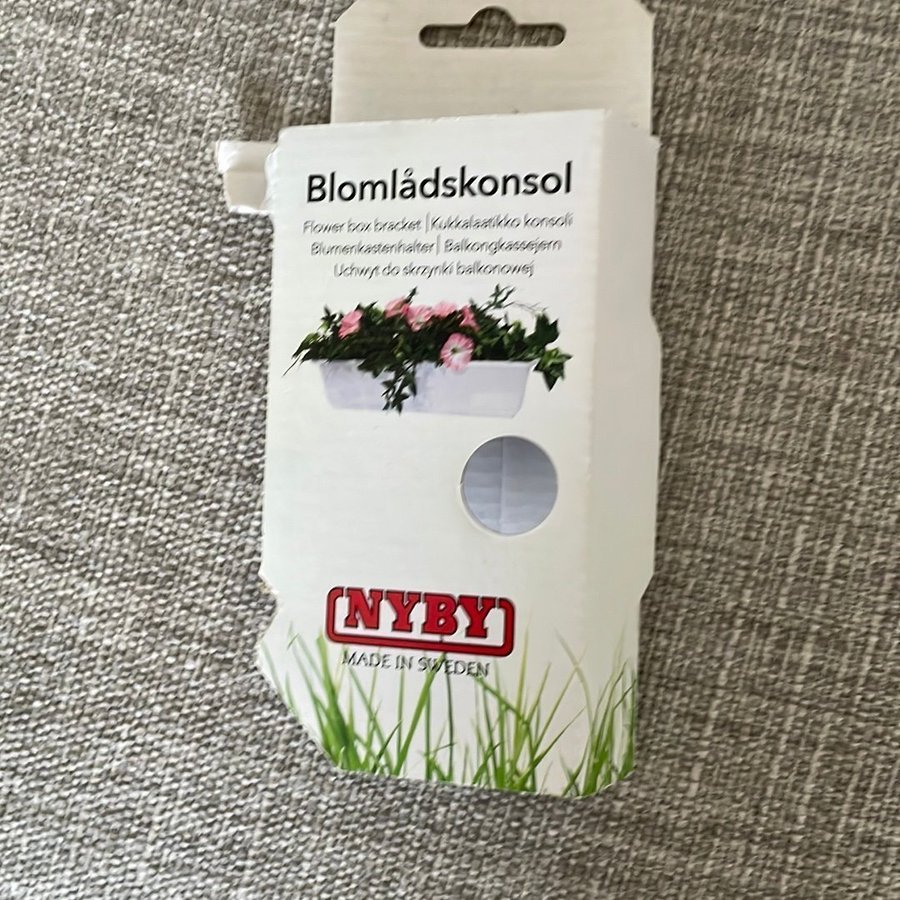 Blomlådskonsol
Flower box bracket | Kukkalaatikko konsoli
Blumenkastenhalter | Balkongkassejern
Uchwyt do skrzynki balkonowej
NYBY
MADE IN SWEDEN